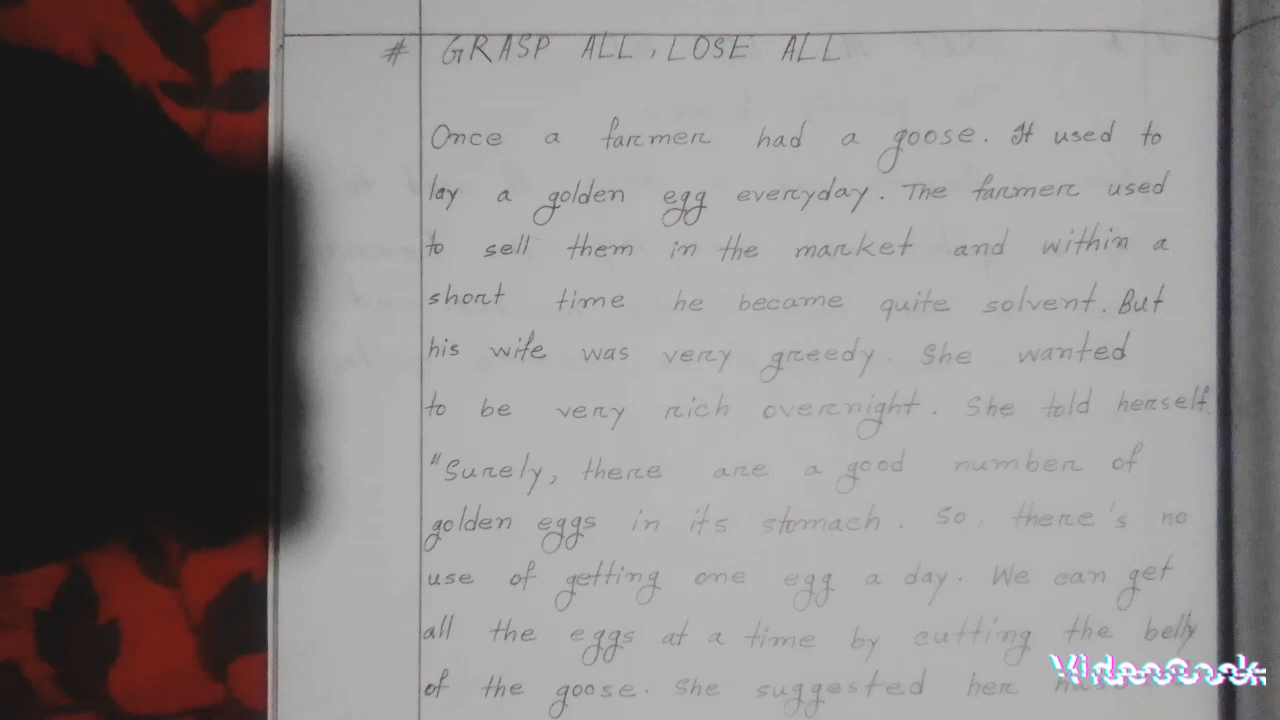 # GRASP ALL, LOSE ALL
Once a farmer had a goose. It used to
lay a golden egg everyday. The farmer used
to sell them in the market and within a
short time he became quite solvent. But
his wife was very greedy. She wanted
to be very rich overnight. She told herself
"Surely, there are a good number of
golden eggs in its stomach. So, there's no
use of getting one egg a day. We can get
all the eggs at a time by cutting the belly
of the goose. She suggested her